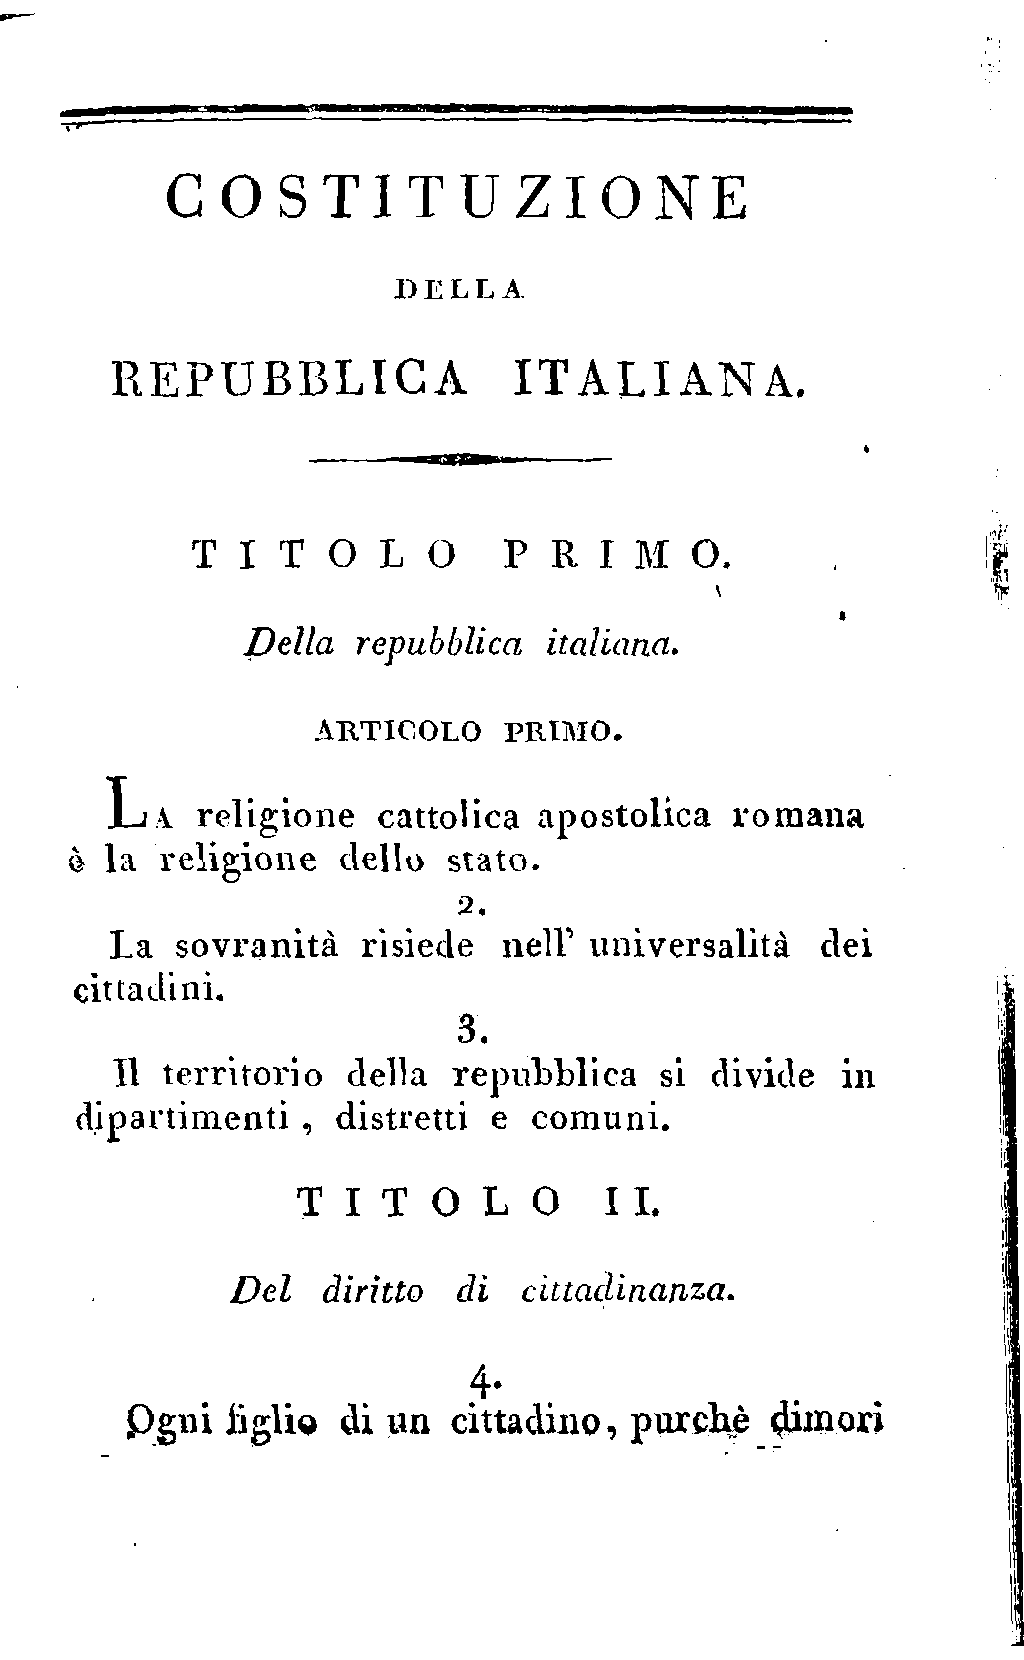 COSTITUZIONE
DELLA
REPUBBLICA ITALIANA.
TITOLO PRIMO.
Della repubblica italiana.
ARTICOLO PRIMO.
LA religione cattolica apostolica romana
è la religione dello stato.
2.
La sovranità risiede nell' universalità dei
cittadini.
3.
Il territorio della repubblica si divide in
dipartimenti, distretti e comuni.
TITOLO II.
Del diritto di cittadinanza.
4.
Ogni figlio di un cittadino, purchè dimori